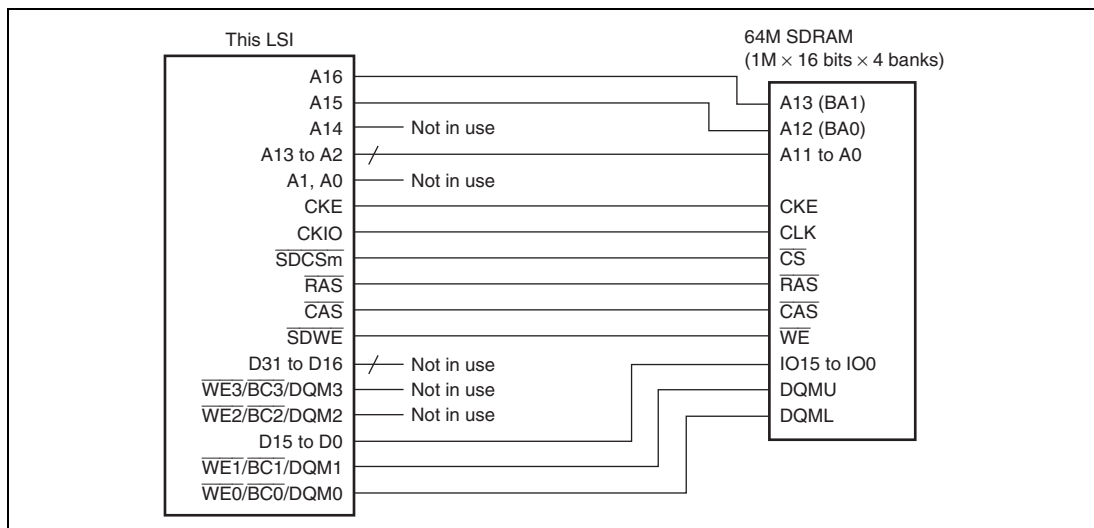 This LSI
64M SDRAM
(1M × 16 bits × 4 banks)
A16
A13 (BA1)
A15
A12 (BA0)
A14
Not in use
A13 to A2
A11 to A0
A1, A0
Not in use
CKE
CKE
CKIO
CLK
SDCSm
CS
RAS
RAS
CAS
CAS
SDWE
WE
D31 to D16
Not in use
IO15 to IO0
WE3/BC3/DQM3
Not in use
DQMU
WE2/BC2/DQM2
Not in use
DQML
D15 to D0
WE1/BC1/DQM1
WE0/BC0/DQM0